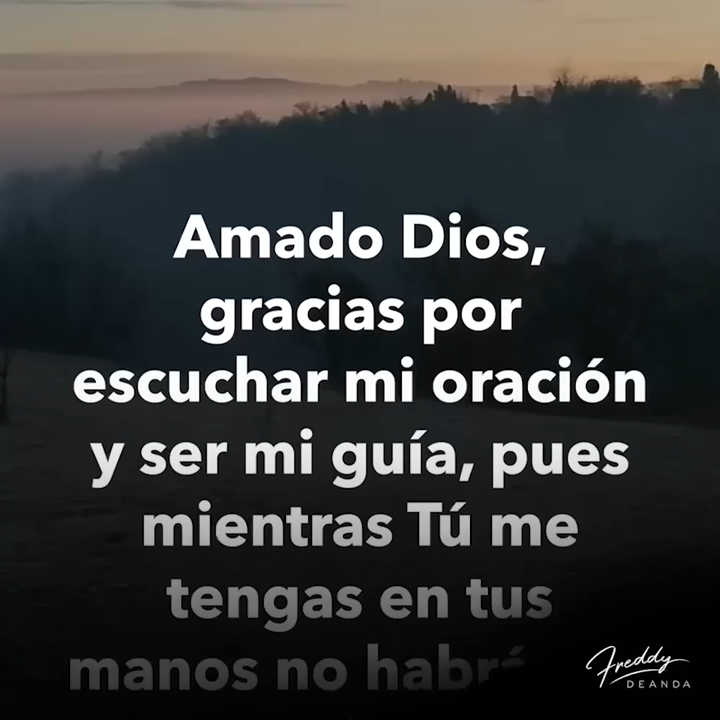 Amado Dios,
gracias por
escuchar mi oración
y ser mi guía, pues
mientras Tú me
tengas en tus
manos no
Freddy
DEANDA